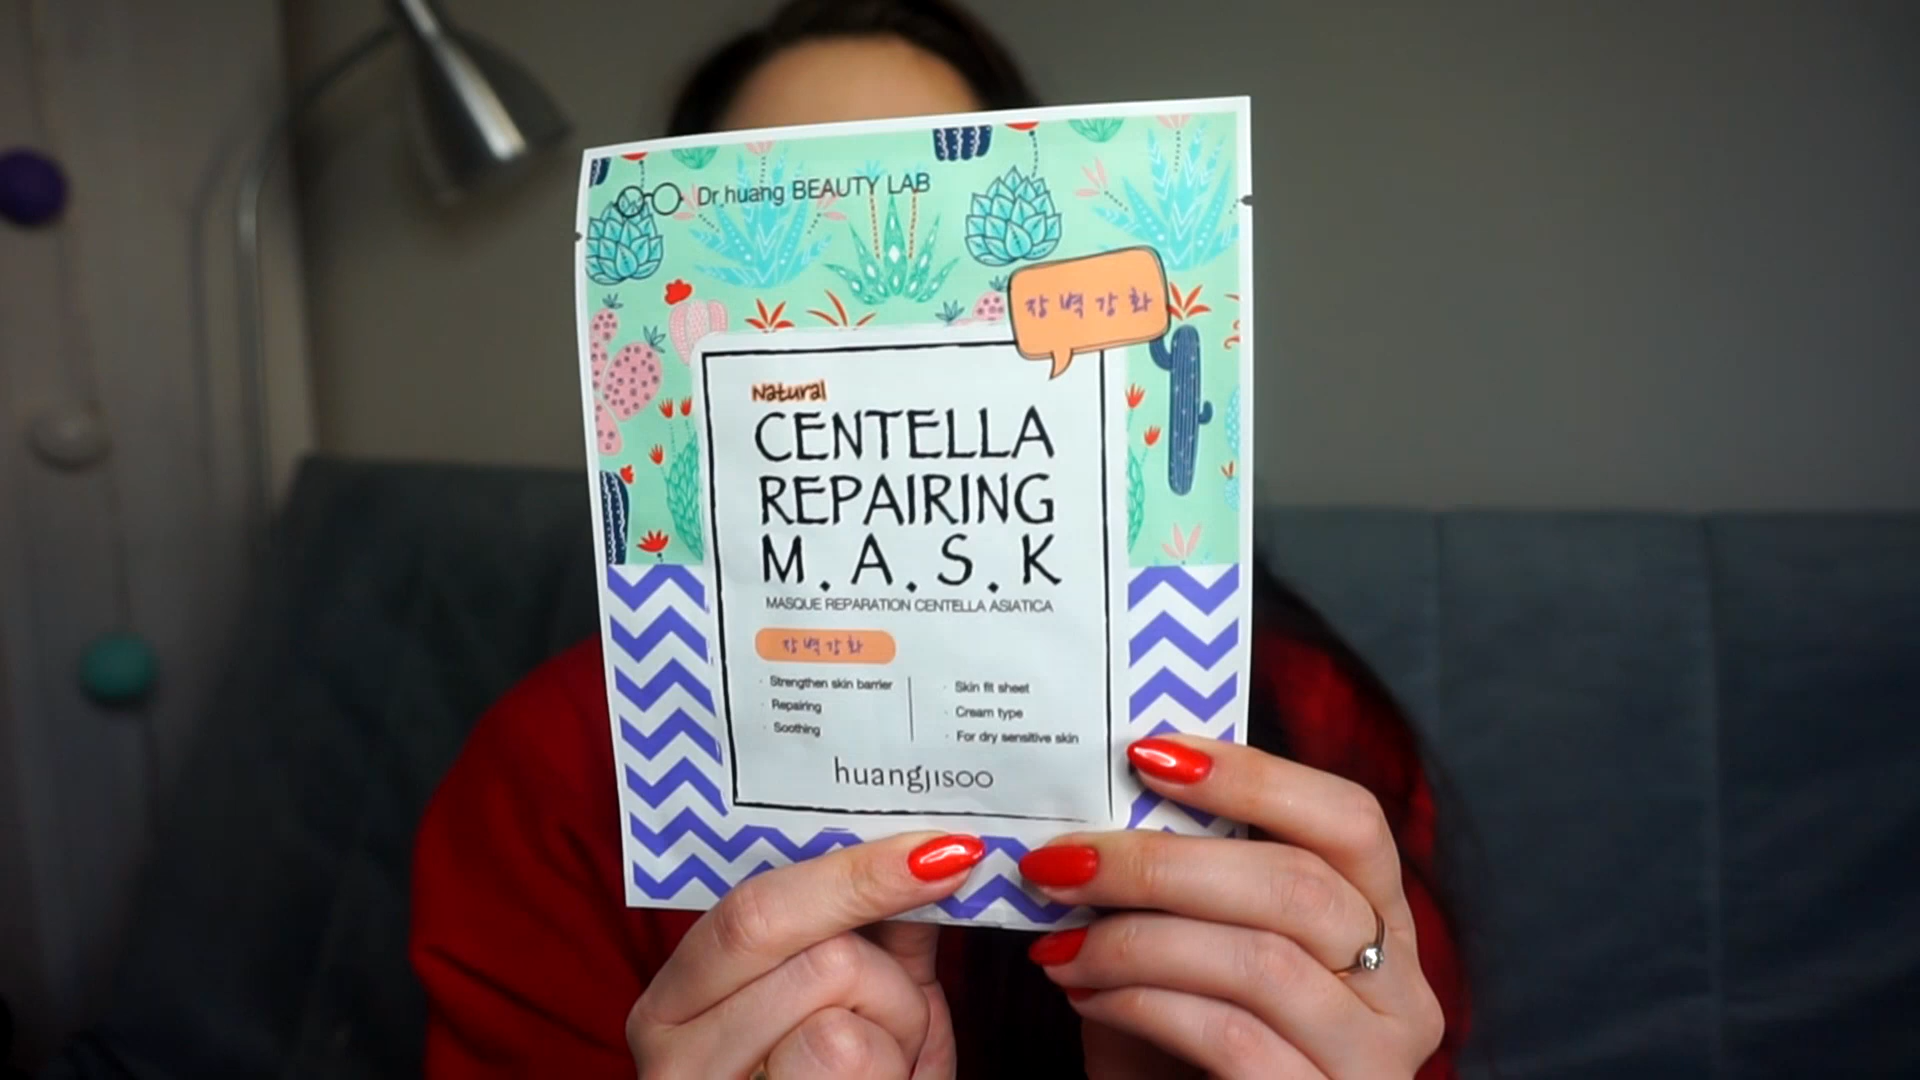 Dr huang BEAUTY LAB
장벽강화
Natural
CENTELLA
REPAIRING
M.A.S.K
MASQUE REPARATION CENTELLA ASIATICA
장벽강화
· Strengthen skin barrier
· Repairing
· Soothing
· Skin fit sheet
· Cream type
· For dry sensitive skin
huangjisoo